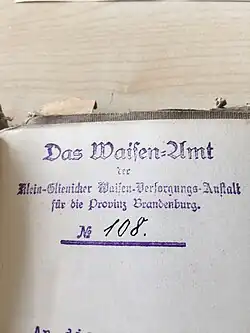 Das Waisen-Amt
der
Klein-Glienicker Waisen-Versorgungs-Anstalt
für die Provinz Brandenburg.
№ 108.